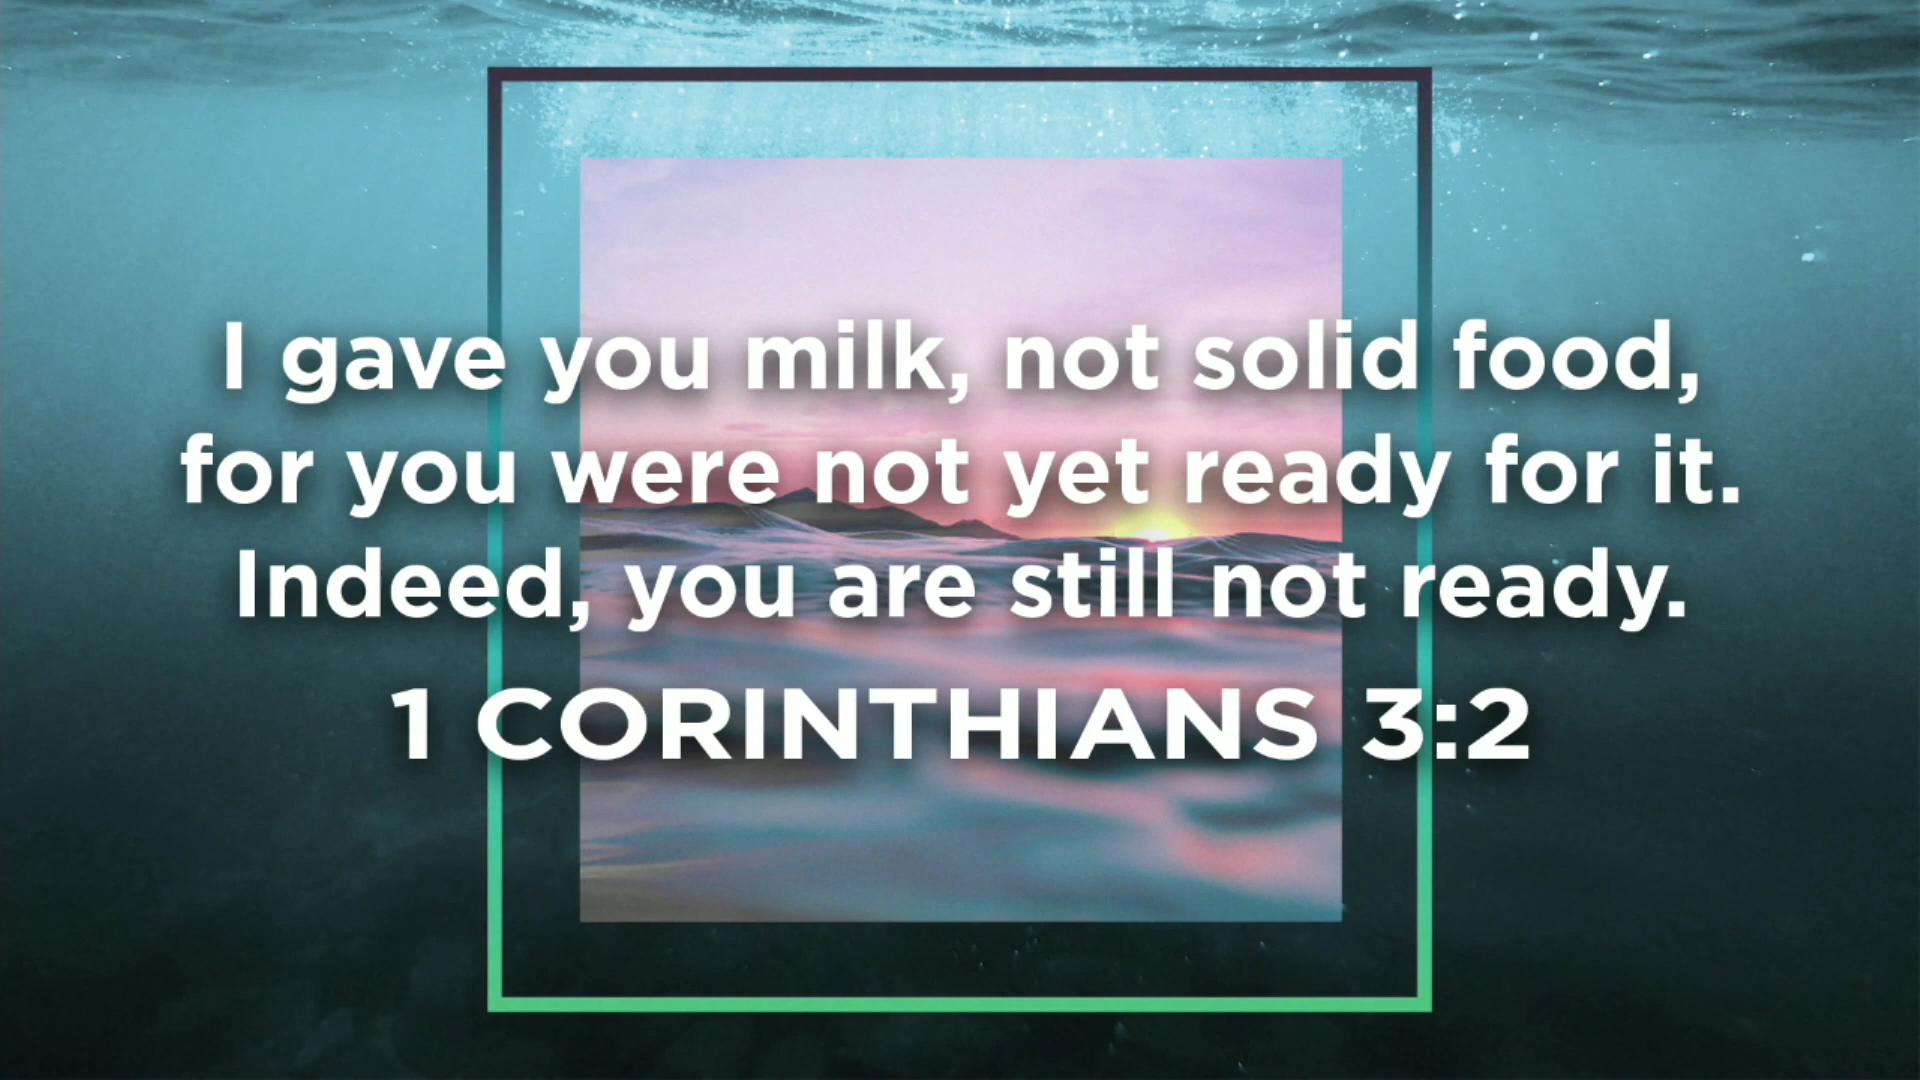 I gave you milk, not solid food,
for you were not yet ready for it.
Indeed, you are still not ready.
1 CORINTHIANS 3:2